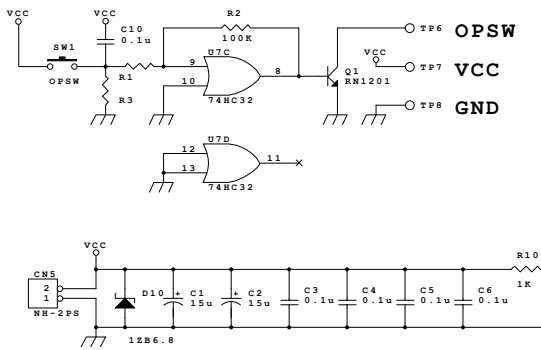 VCC
VCC
C10
0.1u
R2
100K
TP6 OPSW
SW1
OPSW
R1
R3
U7C
9
10
8
74HC32
Q1
RN1201
VCC
TP7 VCC
TP8 GND
U7D
12
13
11
74HC32
VCC
CN5
2
1
NH-2PS
D10
1ZB6.8
C1
15u
C2
15u
C3
0.1u
C4
0.1u
C5
0.1u
C6
0.1u
R10
1K